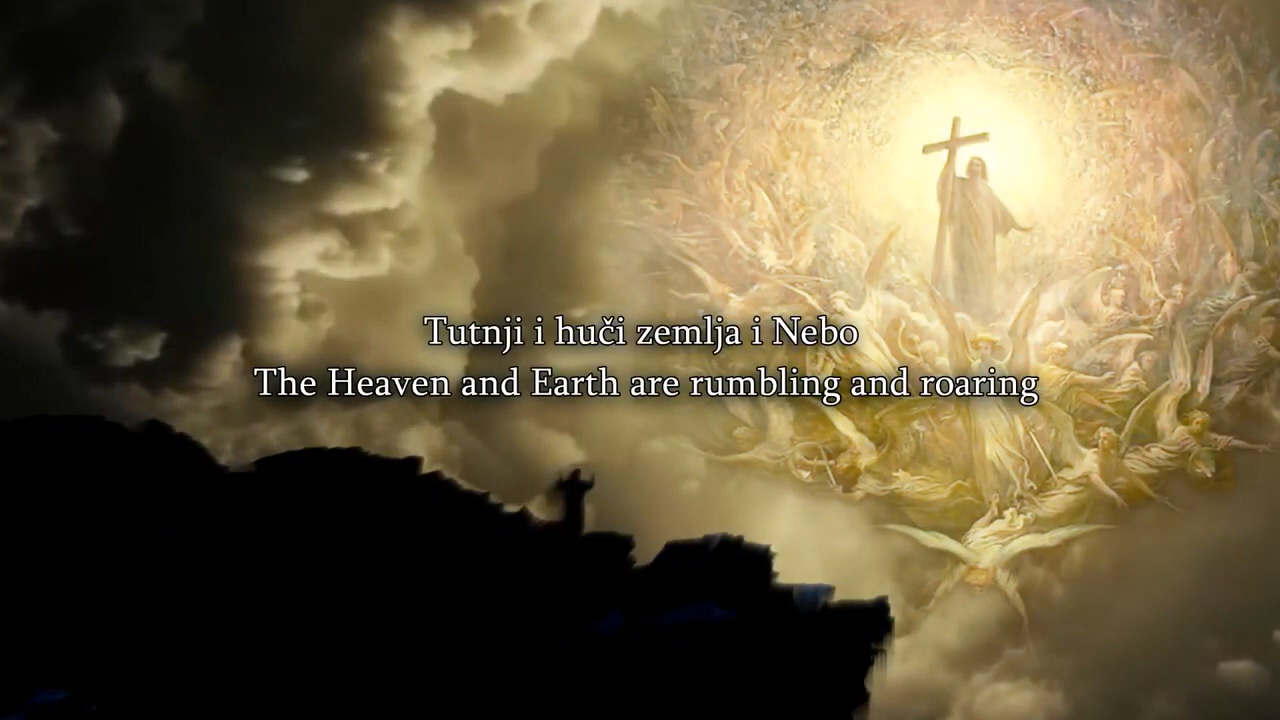 Tutnji i huči zemlja i Nebo
The Heaven and Earth are rumbling and roaring